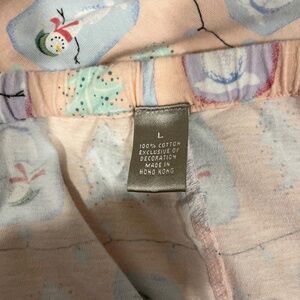 L
100% COTTON
EXCLUSIVE OF
DECORATION
MADE IN
HONG KONG